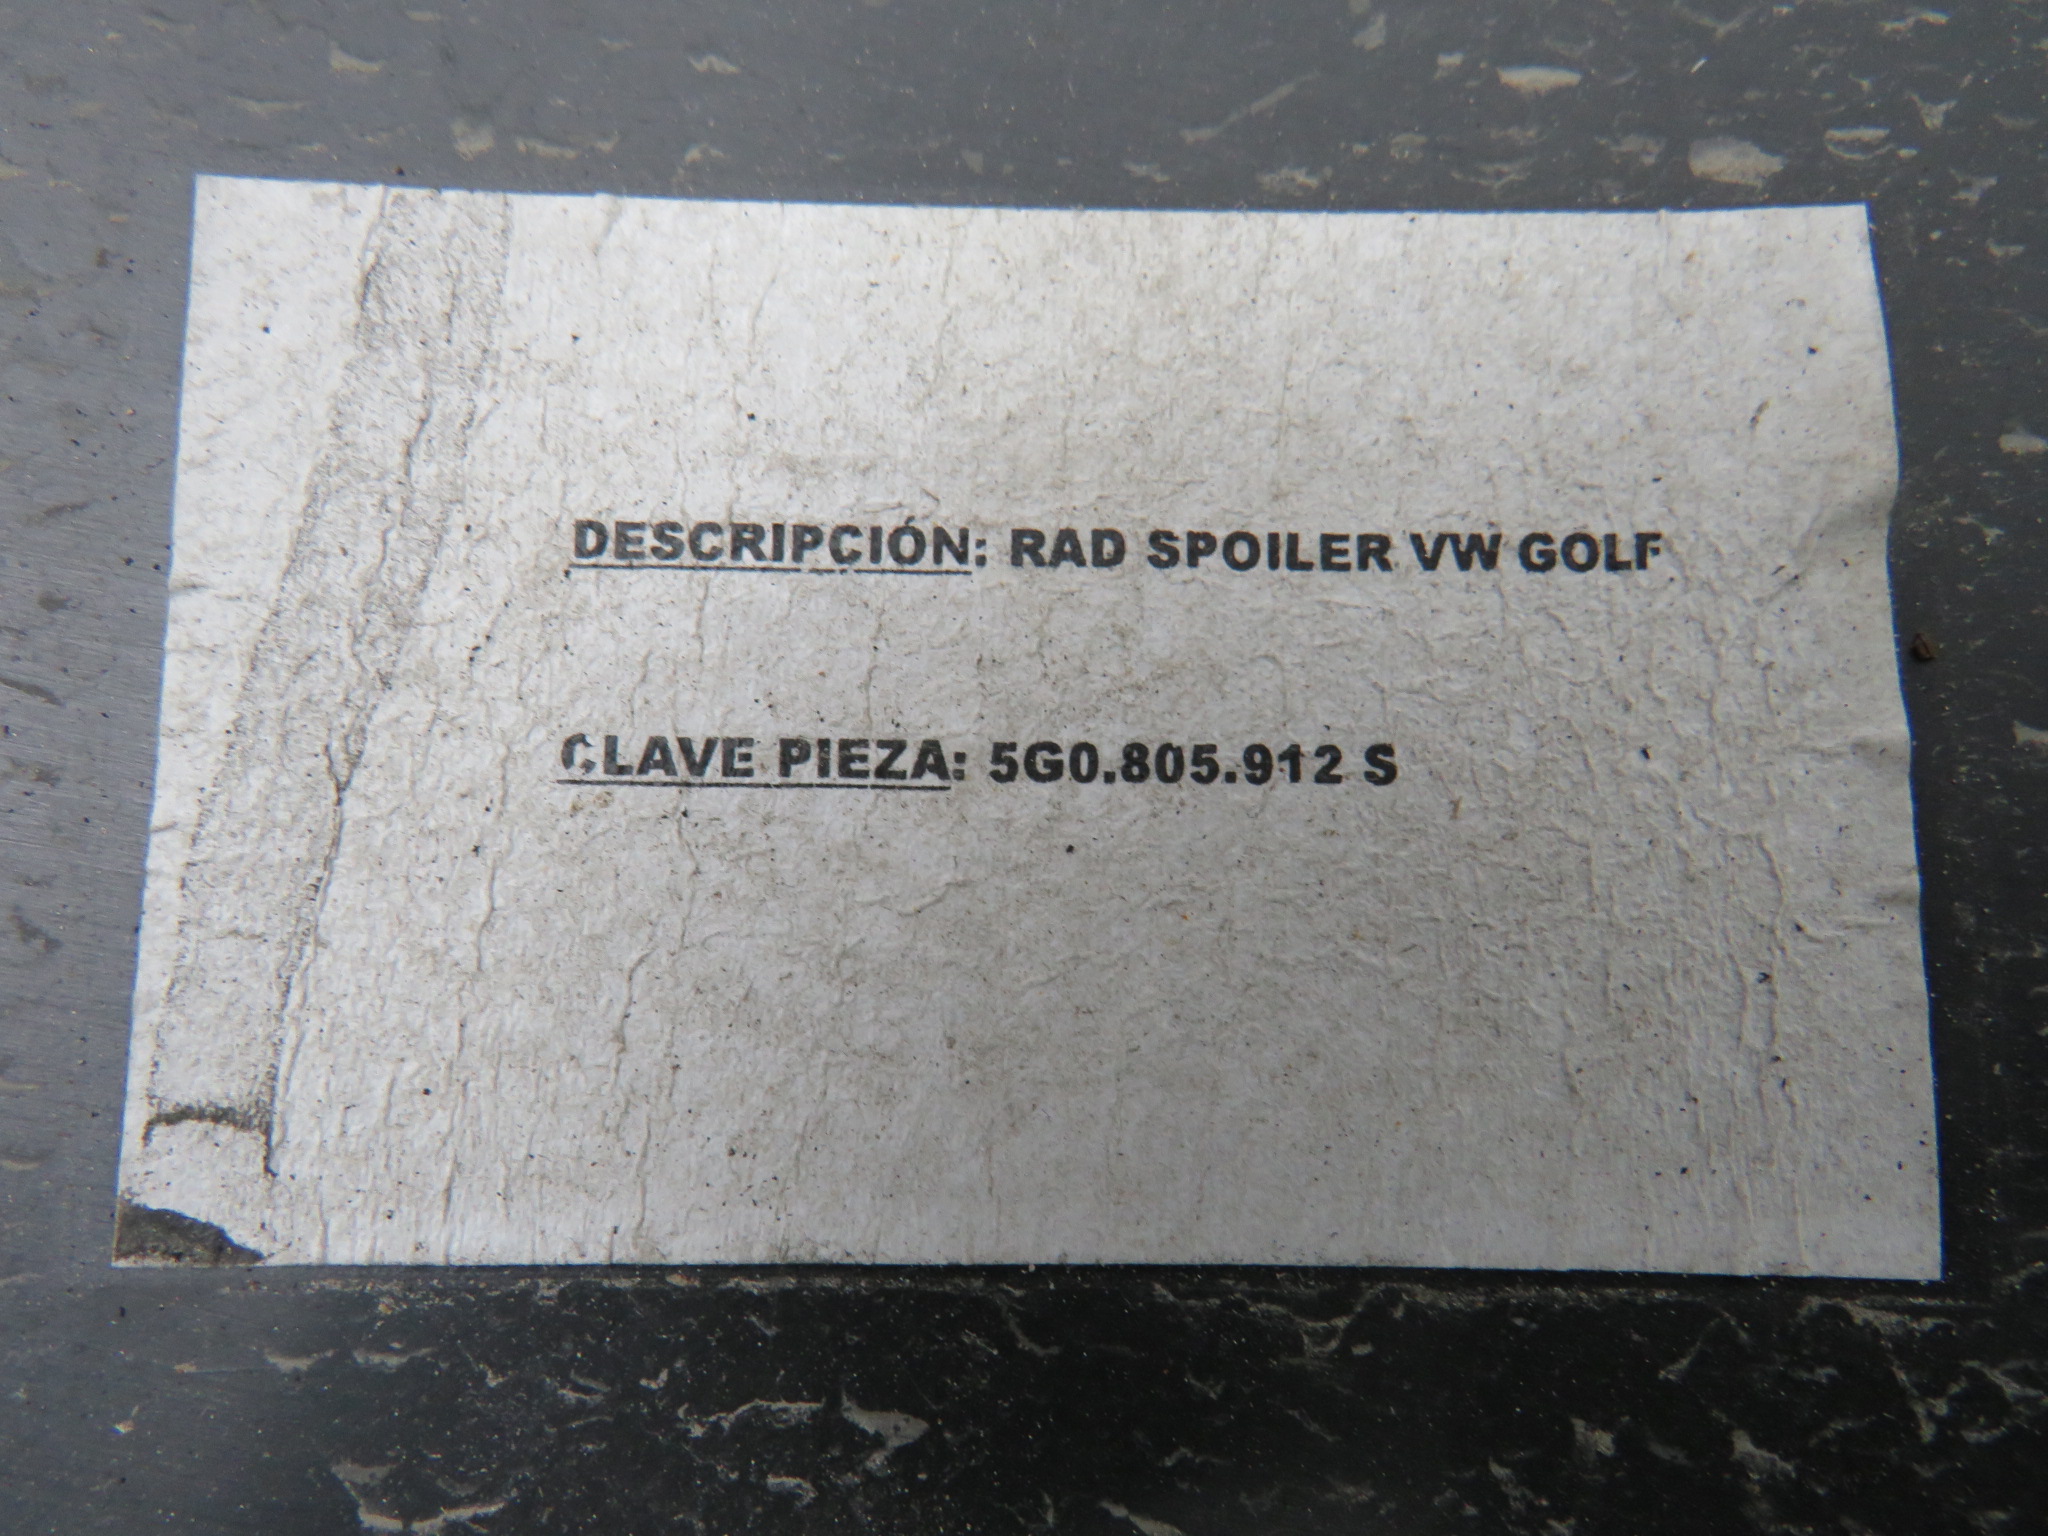 DESCRIPCIÓN: RAD SPOILER VW GOLF
CLAVE PIEZA: 5G0.805.912 S